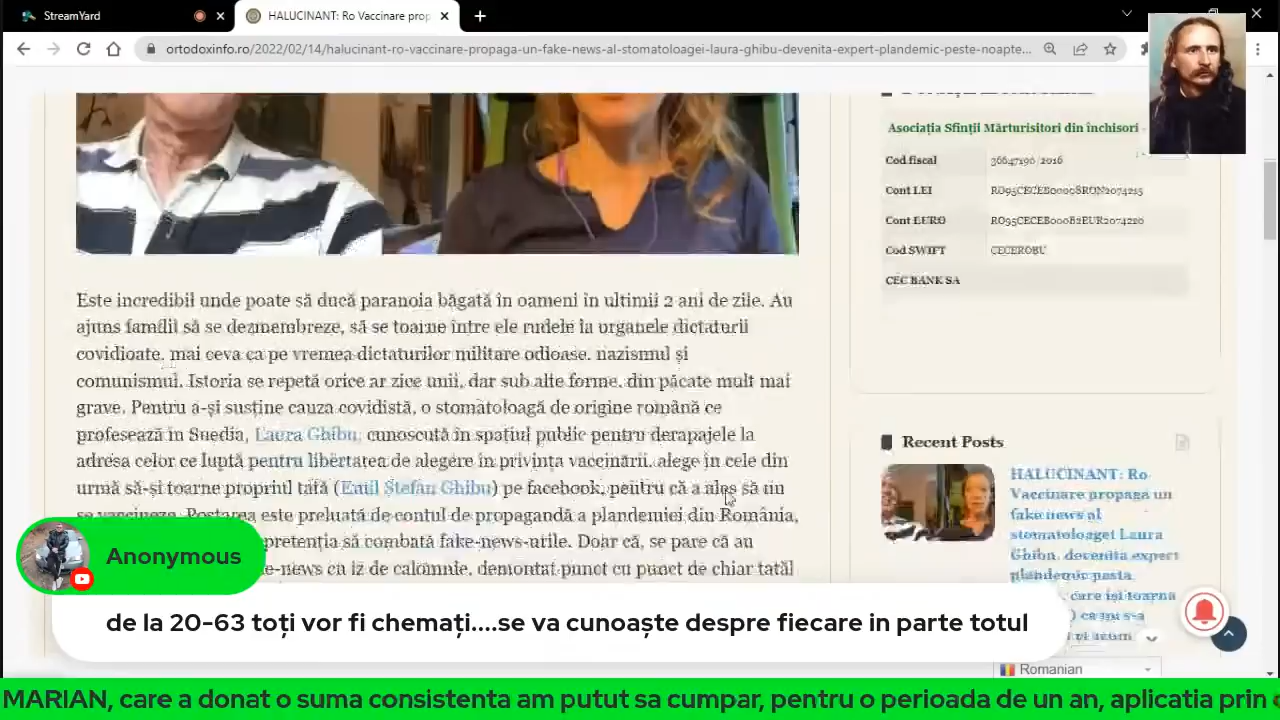 StreamYard
HALUCINANT: Ro Vaccinare prop
ortodoxinfo.ro/2022/02/14/halucinant-ro-vaccinare-propaga-un-fake-news-al-stomatoloagei-laura-ghibu-devenita-expert-plandemic-peste-noapte...
Este incredibil unde poate să ducă paranoia băgată în oameni în ultimii 2 ani de zile. Au
ajuns familii să se dezmembreze, să se toarne între ele rudele la organele dictaturii
covidioate, mai ceva ca pe vremea dictaturilor militare odioase, nazismul și
comunismul. Istoria se repetă orice ar zice unii, dar sub alte forme, din păcate mult mai
grave. Pentru a-și susține cauza covidistă, o stomatoloagă de origine română ce
profesează în Suedia, Laura Ghibu, cunoscută în spațiul public pentru derapajele la
adresa celor ce luptă pentru libertatea de alegere în privința vaccinării, alege în cele din
urmă să-și toarne propriul tată (Emil Ștefan Ghibu) pe facebook, pentru că a ales să nu
se vaccineze. Postarea este preluată de contul de propagandă a plandemiei din România,
pretenția să combată fake-news-urile. Doar că, se pare că au
e-news cu iz de calomnie, demontat punct cu punct de chiar tatăl
Asociația Sfinții Mărturisitori din închisori -
Cod fiscal 36647190 /2016
Cont LEI RO95CECEB00008RON2074215
Cont EURO RO35CECEB000B2EUR2074220
Cod SWIFT CECEROBU
CEC BANK SA
Recent Posts
HALUCINANT: Ro
Vaccinare propaga un
fake news al
stomatoloagei Laura
Ghibu, devenita expert
plandemic peste
care isi toarna
Romanian
Anonymous
de la 20-63 toți vor fi chemați....se va cunoaște despre fiecare in parte totul
MARIAN, care a donat o suma consistenta am putut sa cumpar, pentru o perioada de un an, aplicatia prin